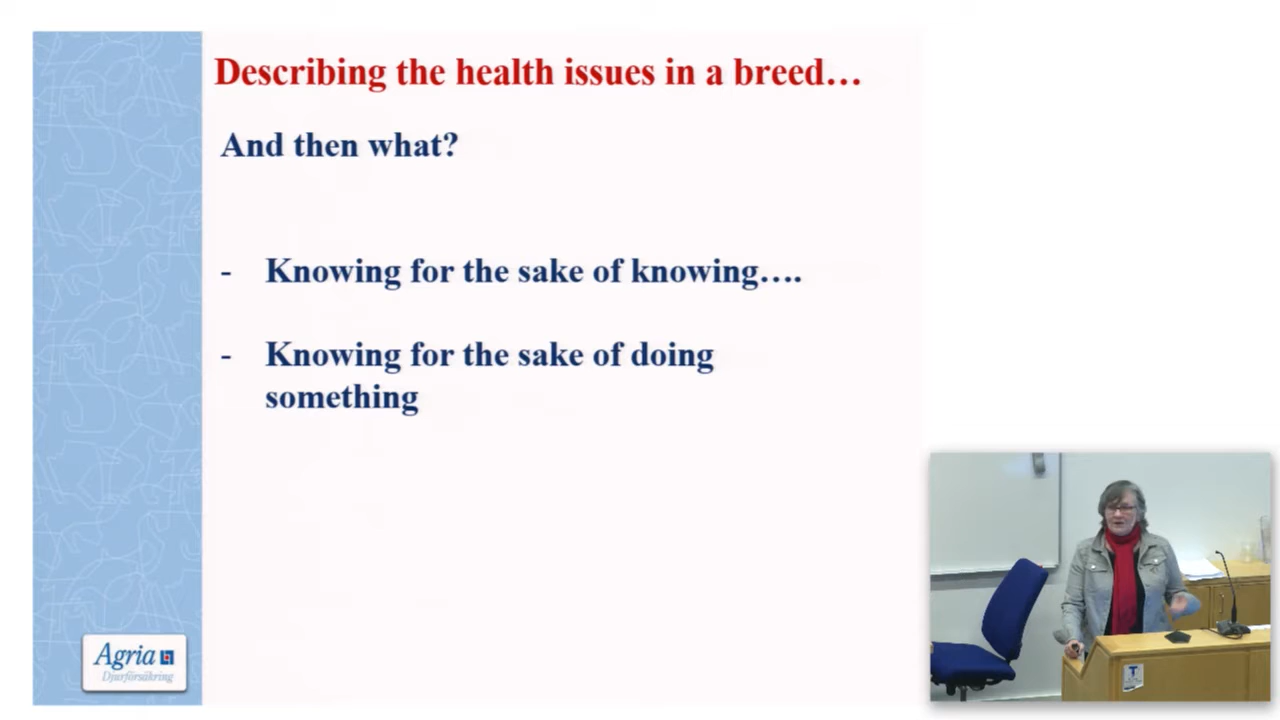 Describing the health issues in a breed…
And then what?
- Knowing for the sake of knowing….
- Knowing for the sake of doing
something
Agria
Djurförsäkring